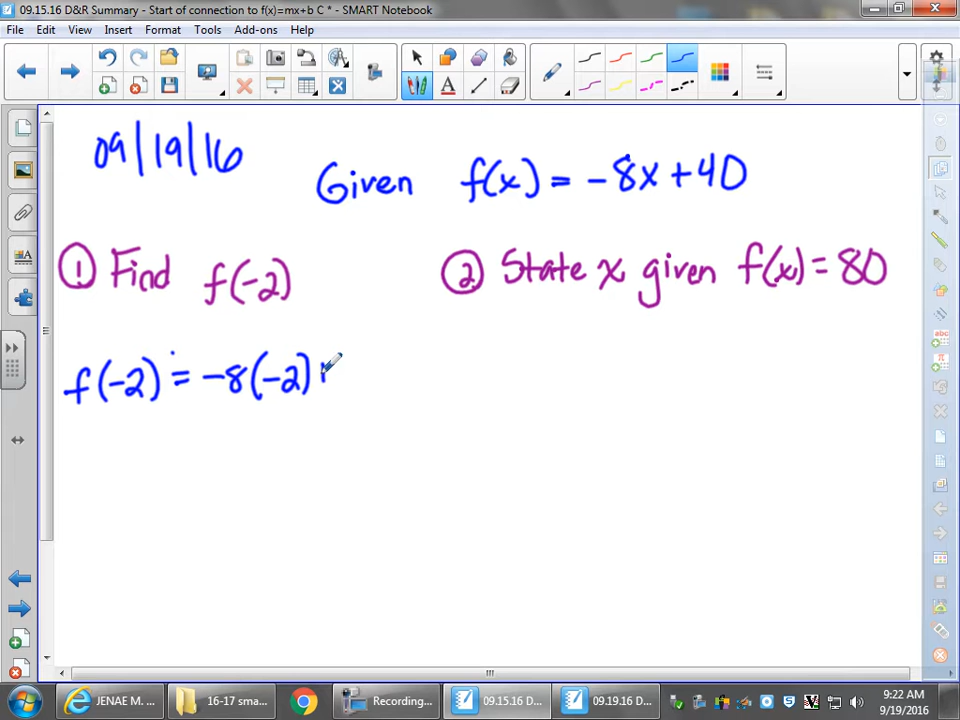 09.15.16 D&R Summary - Start of connection to f(x)=mx+b C * - SMART Notebook
File Edit View Insert Format Tools Add-ons Help
09/19/16
Given f(x) = -8x + 40
① Find f(-2)
② State x given f(x) = 80
f(-2) = -8(-2)
JENAE M. ...
16-17 sma...
Recording...
09.15.16 D...
09.19.16 D...
9:22 AM
9/19/2016